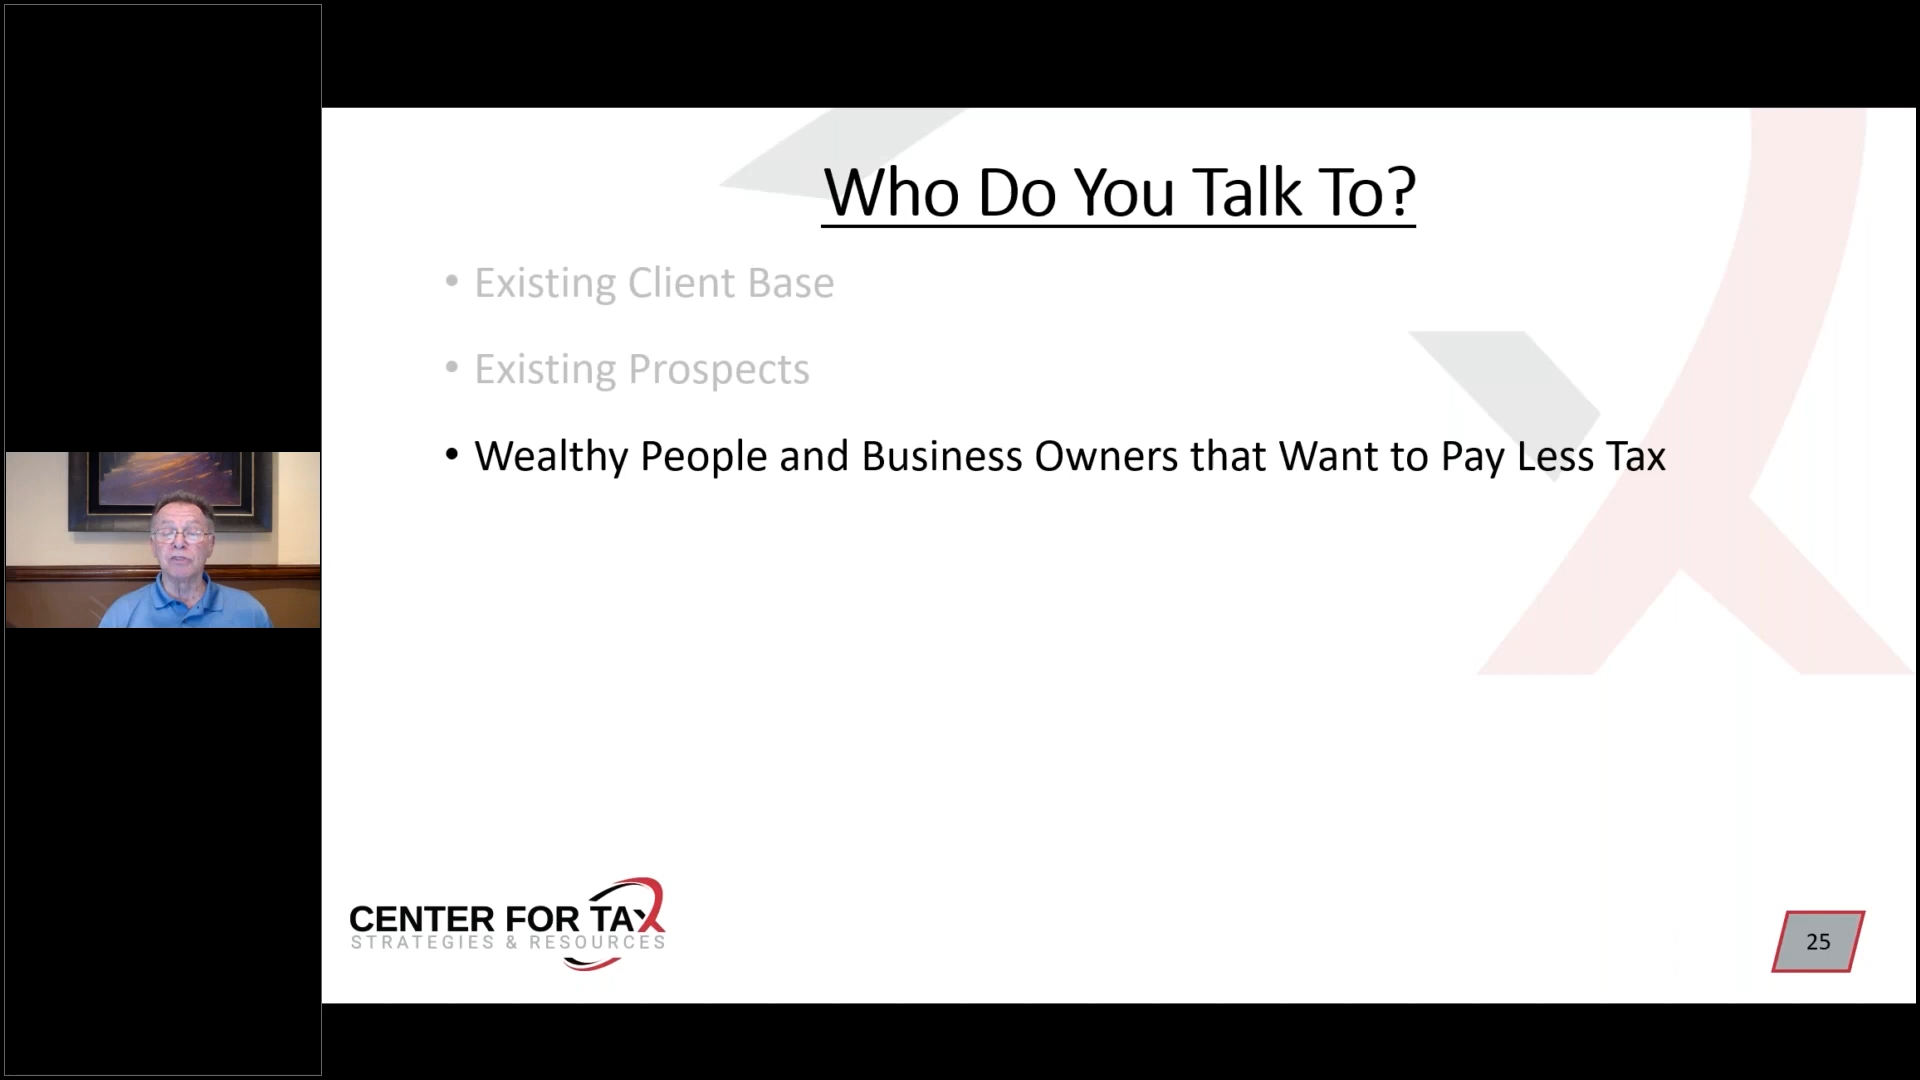 Who Do You Talk To?
• Existing Client Base
• Existing Prospects
• Wealthy People and Business Owners that Want to Pay Less Tax
CENTER FOR TAX
STRATEGIES & RESOURCES
25